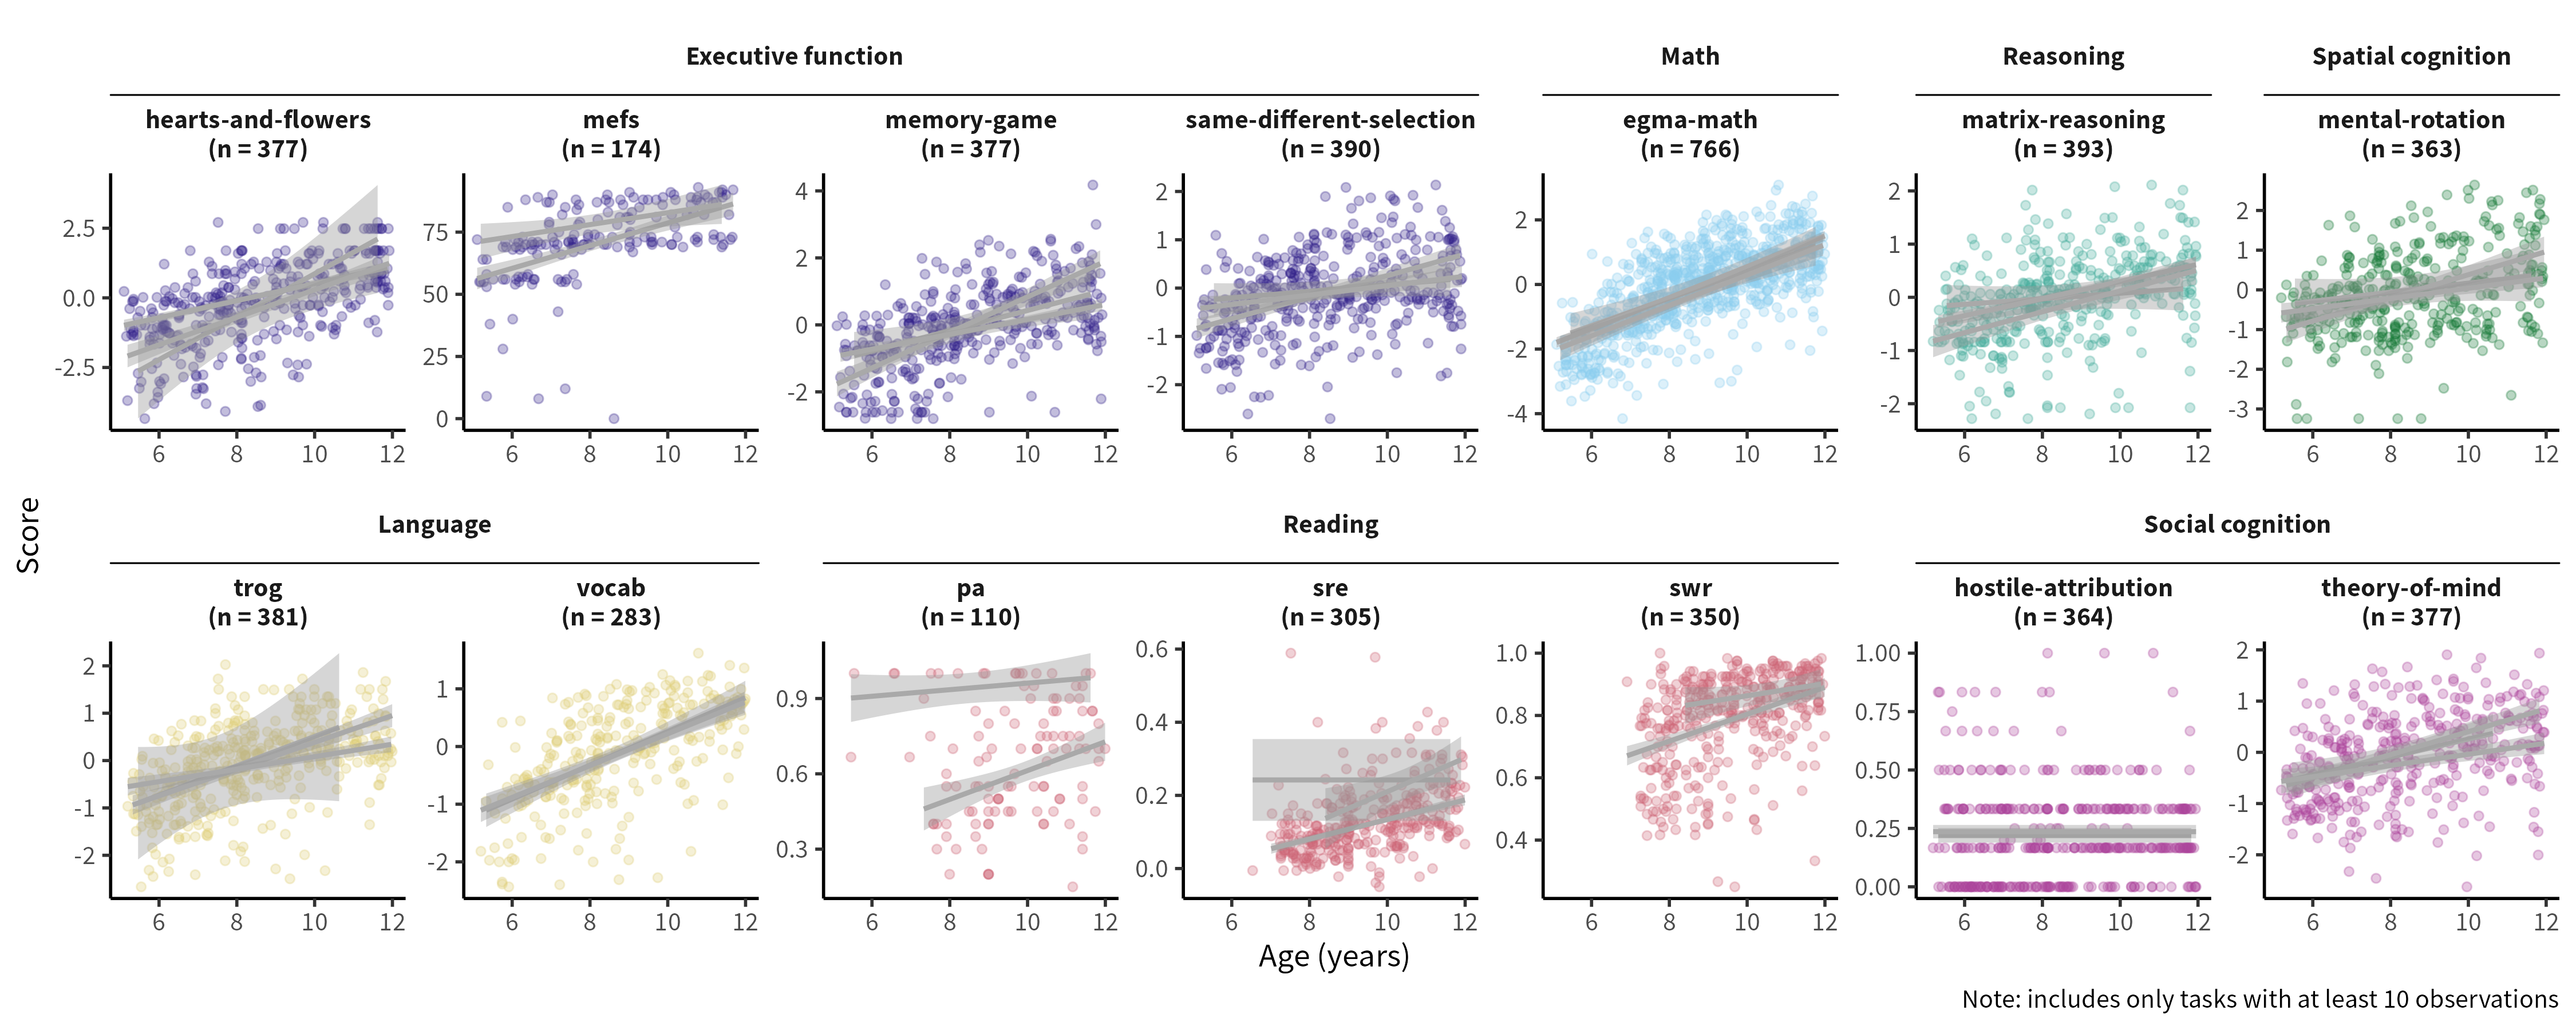 Executive function
Math
Reasoning
Spatial cognition
hearts-and-flowers
(n = 377)
mefs
(n = 174)
memory-game
(n = 377)
same-different-selection
(n = 390)
egma-math
(n = 766)
matrix-reasoning
(n = 393)
mental-rotation
(n = 363)
2.5
0.0
-2.5
6 8 10 12
75
50
25
0
6 8 10 12
4
2
0
-2
6 8 10 12
2
1
0
-1
-2
6 8 10 12
2
0
-2
-4
6 8 10 12
2
1
0
-1
-2
6 8 10 12
2
1
0
-1
-2
-3
6 8 10 12
Score
Language
Reading
Social cognition
trog
(n = 381)
vocab
(n = 283)
pa
(n = 110)
sre
(n = 305)
swr
(n = 350)
hostile-attribution
(n = 364)
theory-of-mind
(n = 377)
2
1
0
-1
-2
6 8 10 12
1
0
-1
-2
6 8 10 12
0.9
0.6
0.3
6 8 10 12
0.6
0.4
0.2
0.0
6 8 10 12
1.0
0.8
0.6
0.4
6 8 10 12
1.00
0.75
0.50
0.25
0.00
6 8 10 12
2
1
0
-1
-2
6 8 10 12
Age (years)
Note: includes only tasks with at least 10 observations